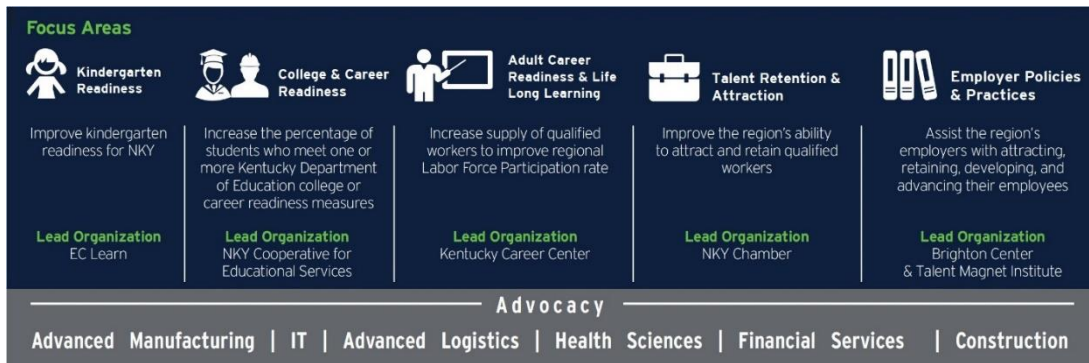 Focus Areas
Kindergarten
Readiness
Improve kindergarten
readiness for NKY
Lead Organization
EC Learn
College & Career
Readiness
Increase the percentage of
students who meet one or
more Kentucky Department
of Education college or
career readiness measures
Lead Organization
NKY Cooperative for
Educational Services
Adult Career
Readiness & Life
Long Learning
Increase supply of qualified
workers to improve regional
Labor Force Participation rate
Lead Organization
Kentucky Career Center
Talent Retention &
Attraction
Improve the region's ability
to attract and retain qualified
workers
Lead Organization
NKY Chamber
Employer Policies
& Practices
Assist the region's
employers with attracting,
retaining, developing, and
advancing their employees
Lead Organization
Brighton Center
& Talent Magnet Institute
Advocacy
Advanced Manufacturing | IT | Advanced Logistics | Health Sciences | Financial Services | Construction